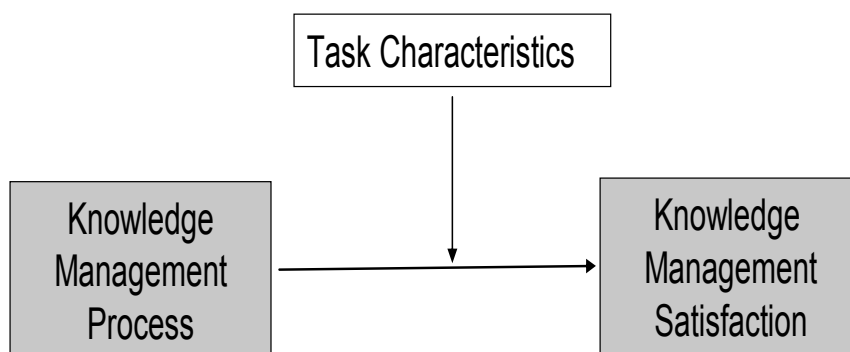 Task Characteristics
Knowledge
Management
Process
Knowledge
Management
Satisfaction